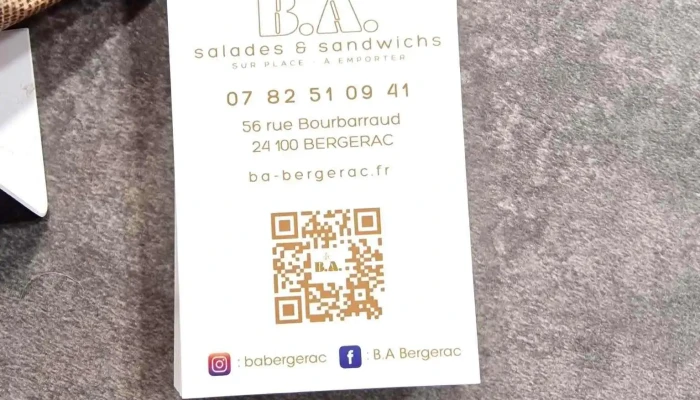 B.A.
salades & sandwichs
SUR PLACE - À EMPORTER
07 82 51 09 41
56 rue Bourbarraud
24 100 BERGERAC
ba-bergerac.fr
B.A.
: babergerac : B.A Bergerac